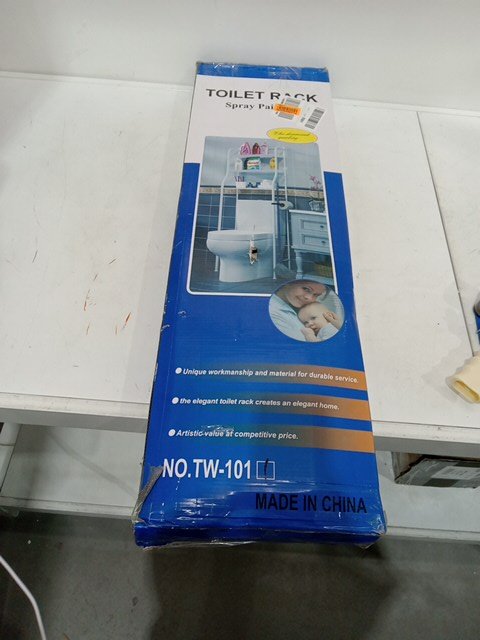 TOILET RACK
Spray Pai
Unique workmanship and material for durable service.
the elegant toilet rack creates an elegant home.
Artistic value at competitive price.
NO.TW-101
MADE IN CHINA